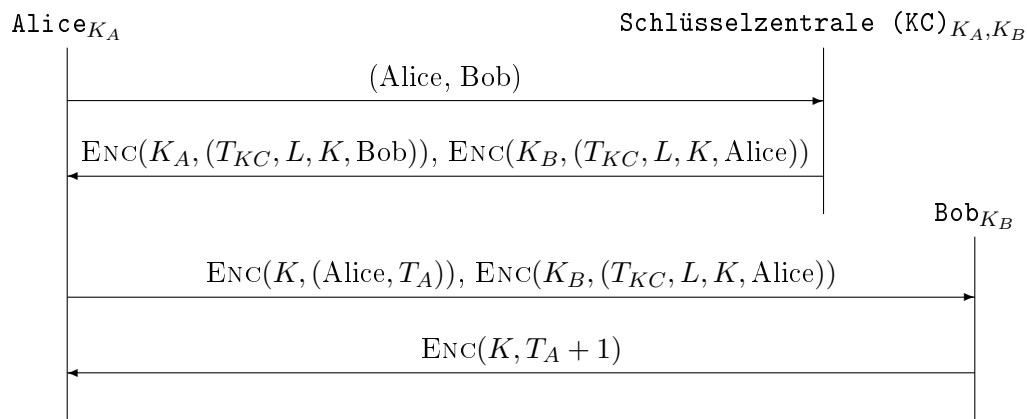 Alice_{K_A} Schlüsselzentrale (KC)_{K_A,K_B}
(Alice, Bob)
ENC(K_A, (T_{KC}, L, K, Bob)), ENC(K_B, (T_{KC}, L, K, Alice))
Bob_{K_B}
ENC(K, (Alice, T_A)), ENC(K_B, (T_{KC}, L, K, Alice))
ENC(K, T_A + 1)